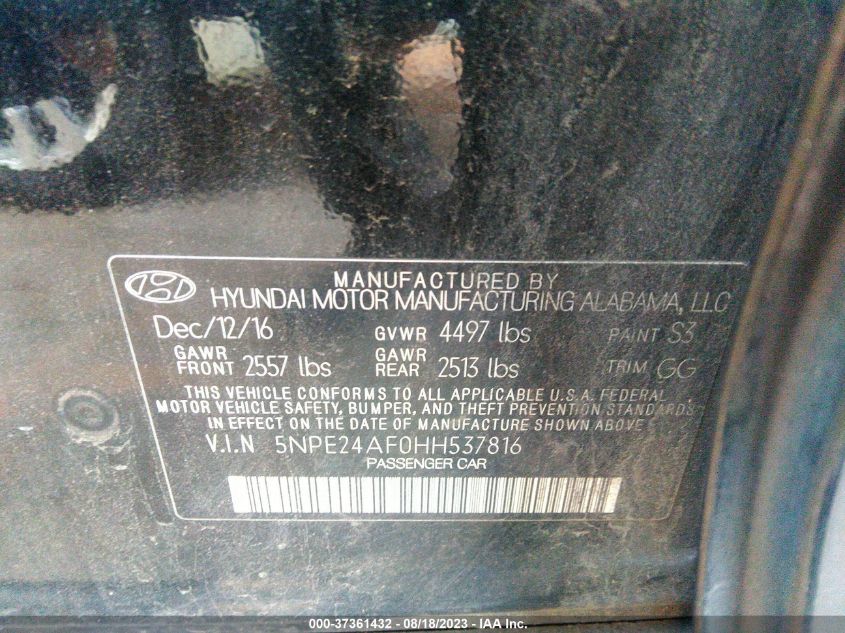 MANUFACTURED BY
HYUNDAI MOTOR MANUFACTURING ALABAMA, LLC
Dec/12/16 GVWR 4497 lbs PAINT S3
GAWR FRONT 2557 lbs GAWR REAR 2513 lbs TRIM GG
THIS VEHICLE CONFORMS TO ALL APPLICABLE U.S.A. FEDERAL
MOTOR VEHICLE SAFETY, BUMPER, AND THEFT PREVENTION STANDARDS
IN EFFECT ON THE DATE OF MANUFACTURE SHOWN ABOVE
V.I.N 5NPE24AF0HH537816
PASSENGER CAR
000-37361432 - 08/18/2023 - IAA Inc.